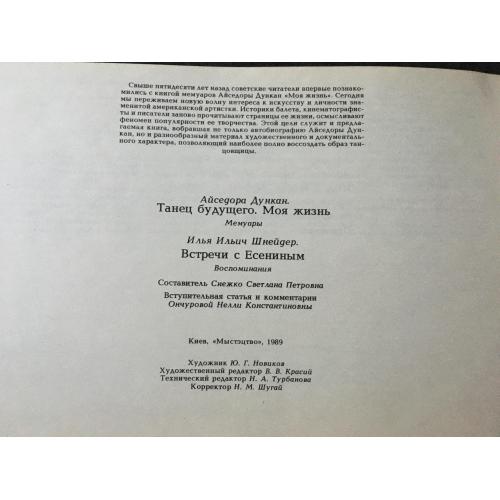 Свыше пятидесяти лет назад советские читатели впервые познако-
мились с книгой мемуаров Айседоры Дункан «Моя жизнь». Сегодня
мы переживаем новую волну интереса к искусству и личности зна-
менитой американской артистки. Историки балета, кинематографис-
ты и писатели заново прочитывают страницы ее жизни, осмысливают
феномен популярности ее творчества. Этой цели служит и предла-
гаемая книга, вобравшая не только автобиографию Айседоры Дун-
кан, но и разнообразный материал художественного и документаль-
ного характера, позволяющий наиболее полно воссоздать образ тан-
цовщицы.
Айседора Дункан.
Танец будущего. Моя жизнь
Мемуары
Илья Ильич Шнейдер.
Встречи с Есениным
Воспоминания
Составитель Снежко Светлана Петровна
Вступительная статья и комментарии
Ончуровой Нелли Константиновны
Киев, «Мыстэцтво», 1989
Художник Ю. Г. Новиков
Художественный редактор В. В. Красий
Технический редактор Н. А. Турбанова
Корректор Н. М. Шугай